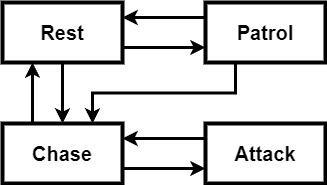 Rest
Patrol
Chase
Attack